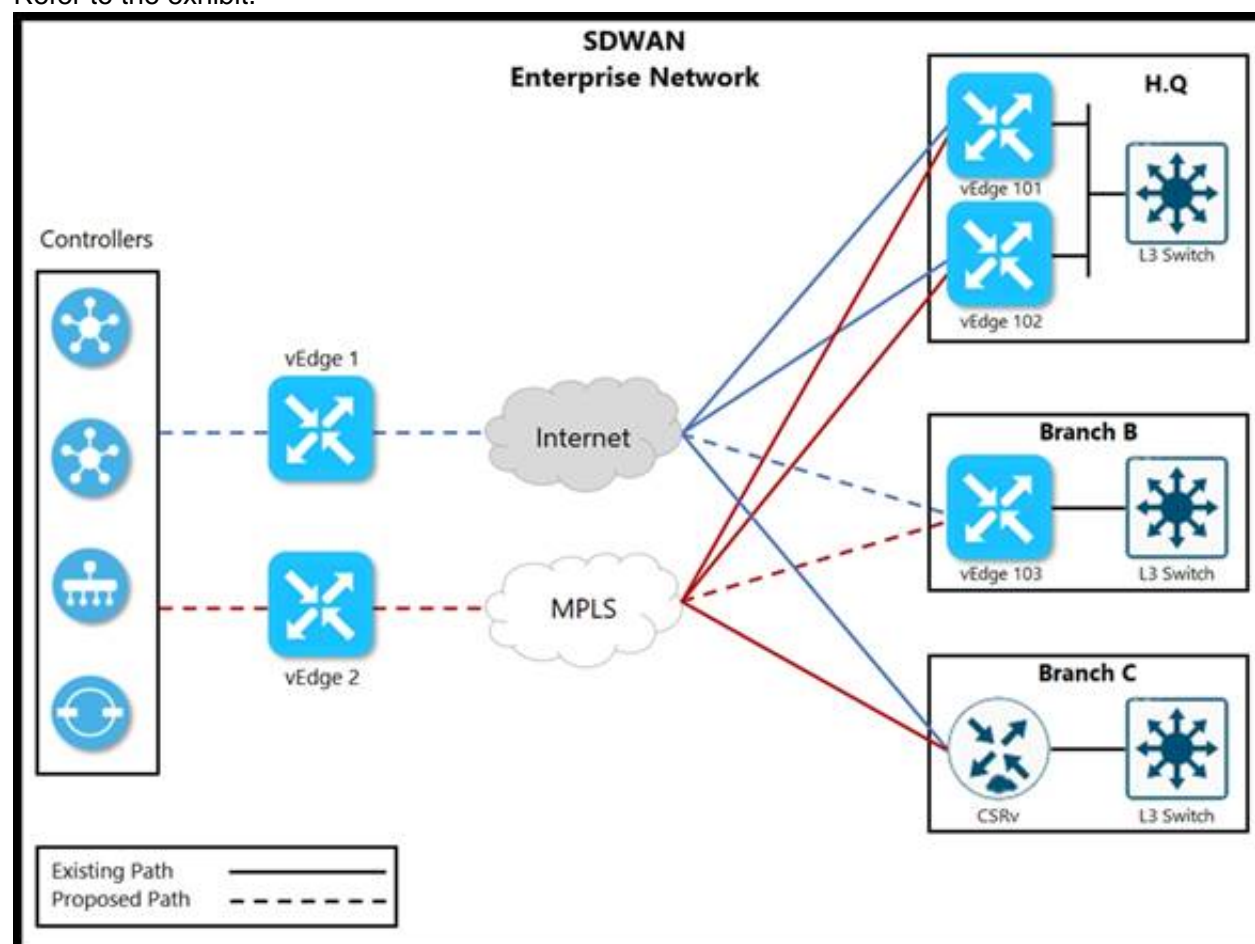 Refer to the exhibit.
SDWAN
Enterprise Network
H.Q
vEdge 101
L3 Switch
vEdge 102
Controllers
vEdge 1
Internet
Branch B
vEdge 103
L3 Switch
MPLS
vEdge 2
Branch C
CSRv
L3 Switch
Existing Path
Proposed Path